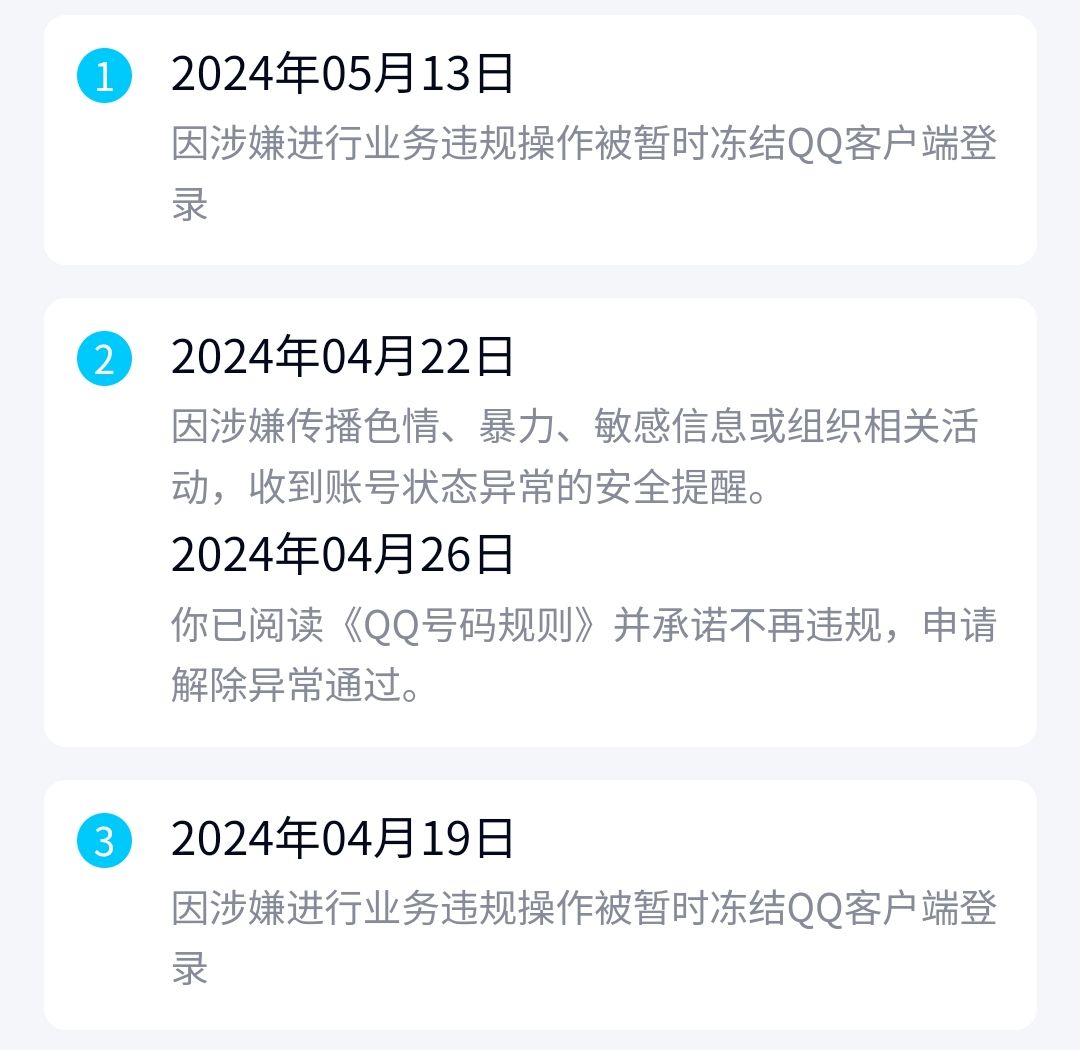 1
2024年05月13日
因涉嫌进行业务违规操作被暂时冻结QQ客户端登
录
2
2024年04月22日
因涉嫌传播色情、暴力、敏感信息或组织相关活
动，收到账号状态异常的安全提醒。
2024年04月26日
你已阅读《QQ号码规则》并承诺不再违规，申请
解除异常通过。
3
2024年04月19日
因涉嫌进行业务违规操作被暂时冻结QQ客户端登
录